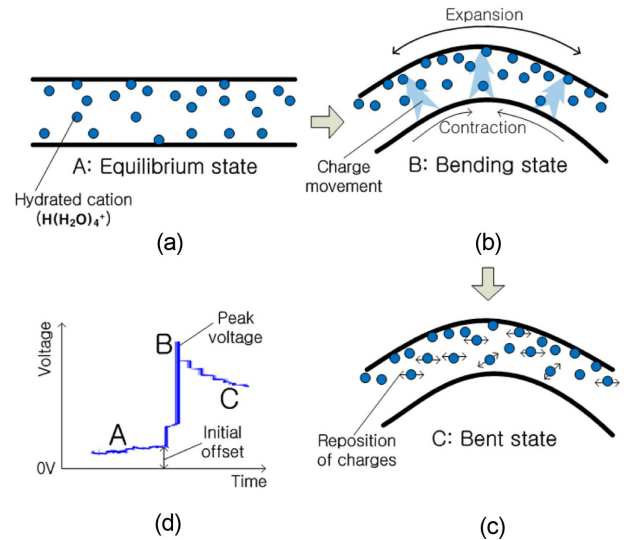 A: Equilibrium state
Hydrated cation
(H(H₂O)₄⁺)
(a)
Expansion
Contraction
Charge
movement
B: Bending state
(b)
Voltage
B
Peak
voltage
A
C
Initial
offset
0V
Time
(d)
Reposition
of charges
C: Bent state
(c)